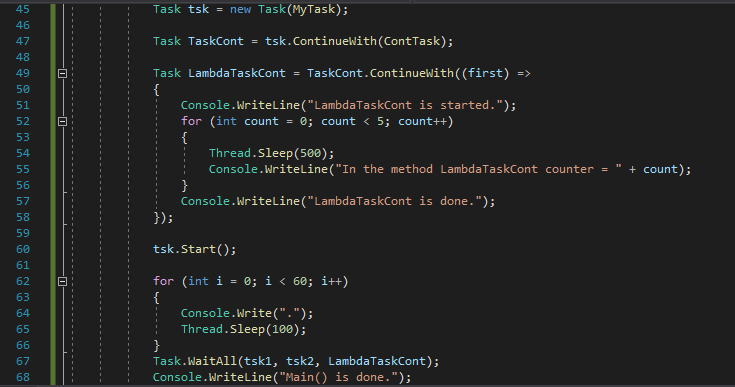 45 Task tsk = new Task(MyTask);
46
47 Task TaskCont = tsk.ContinueWith(ContTask);
48
49 Task LambdaTaskCont = TaskCont.ContinueWith((first) =>
50 {
51 Console.WriteLine("LambdaTaskCont is started.");
52 for (int count = 0; count < 5; count++)
53 {
54 Thread.Sleep(500);
55 Console.WriteLine("In the method LambdaTaskCont counter = " + count);
56 }
57 Console.WriteLine("LambdaTaskCont is done.");
58 });
59
60 tsk.Start();
61
62 for (int i = 0; i < 60; i++)
63 {
64 Console.Write(".");
65 Thread.Sleep(100);
66 }
67 Task.WaitAll(tsk1, tsk2, LambdaTaskCont);
68 Console.WriteLine("Main() is done.");